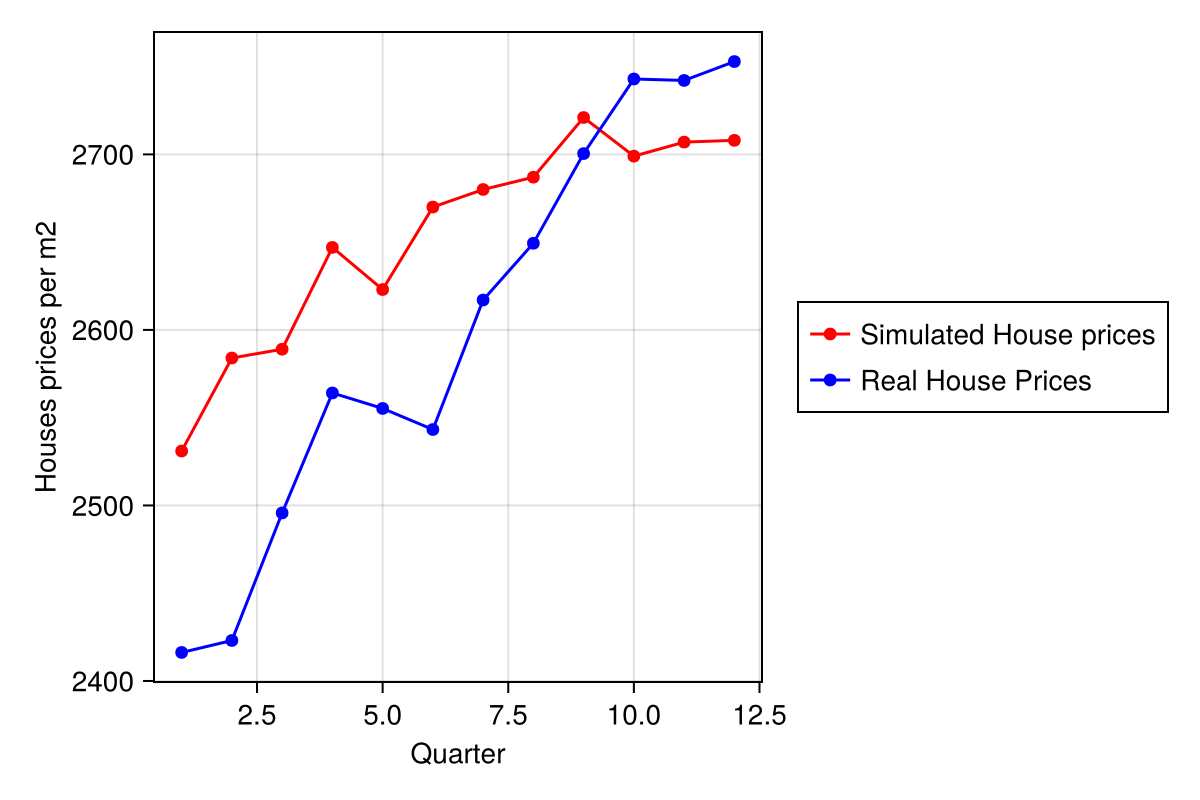 Houses prices per m2
2700
2600
2500
2400
2.5 5.0 7.5 10.0 12.5
Quarter
Simulated House prices
Real House Prices